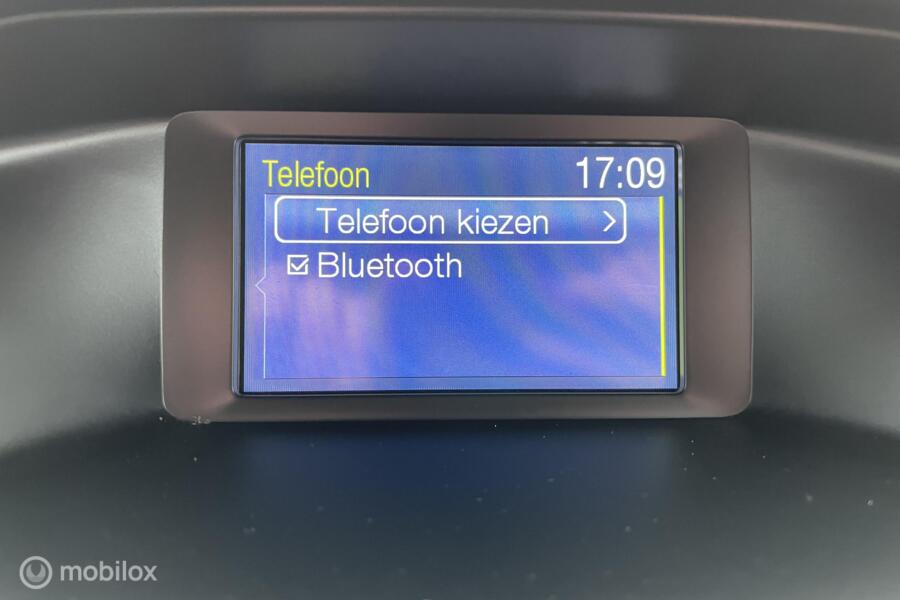 Telefoon 17:09
Telefoon kiezen >
Bluetooth
mobilox